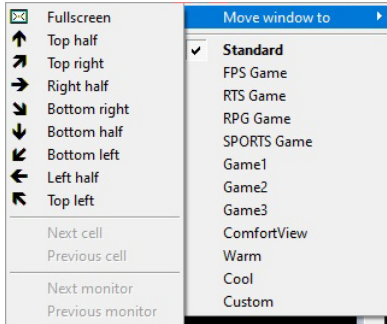 Fullscreen
Top half
Top right
Right half
Bottom right
Bottom half
Bottom left
Left half
Top left
Next cell
Previous cell
Next monitor
Previous monitor
Move window to
Standard
FPS Game
RTS Game
RPG Game
SPORTS Game
Game1
Game2
Game3
ComfortView
Warm
Cool
Custom